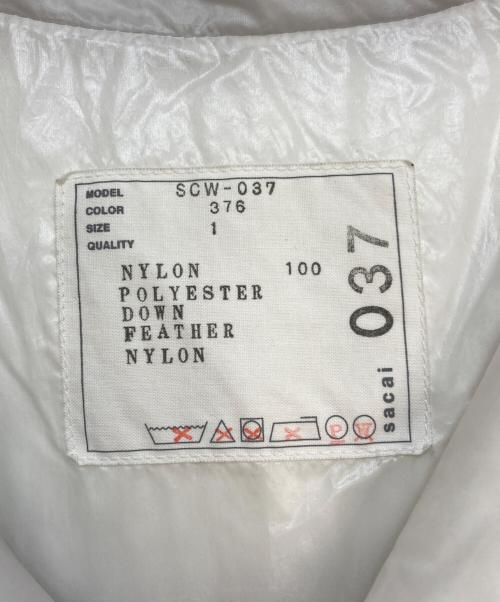 MODEL SCW-037
COLOR 376
SIZE 1
QUALITY
NYLON 100
POLYESTER
DOWN
FEATHER
NYLON
037
sacai
P
W